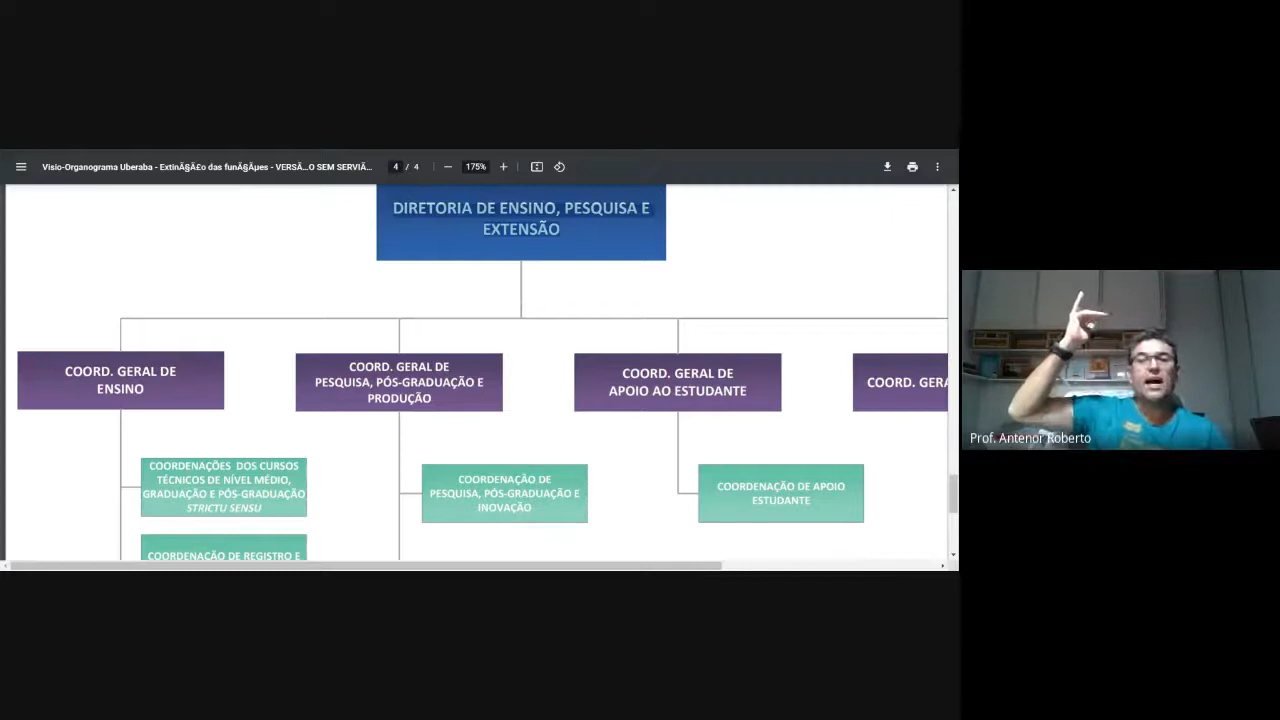 Visio-Organograma Uberaba - ExtinÃ§Ã£o das funÃ§Ãµes - VERSÃ…O SEM SERVIÃ...
4 / 4
175%
DIRETORIA DE ENSINO, PESQUISA E
EXTENSÃO
COORD. GERAL DE
ENSINO
COORD. GERAL DE
PESQUISA, PÓS-GRADUAÇÃO E
PRODUÇÃO
COORD. GERAL DE
APOIO AO ESTUDANTE
COORD. GERA
COORDENAÇÕES DOS CURSOS
TÉCNICOS DE NÍVEL MÉDIO,
GRADUAÇÃO E PÓS-GRADUAÇÃO
STRICTU SENSU
COORDENAÇÃO DE
PESQUISA, PÓS-GRADUAÇÃO E
INOVAÇÃO
COORDENAÇÃO DE APOIO
ESTUDANTE
COORDENAÇÃO DE REGISTRO E
Prof. Antenor Roberto